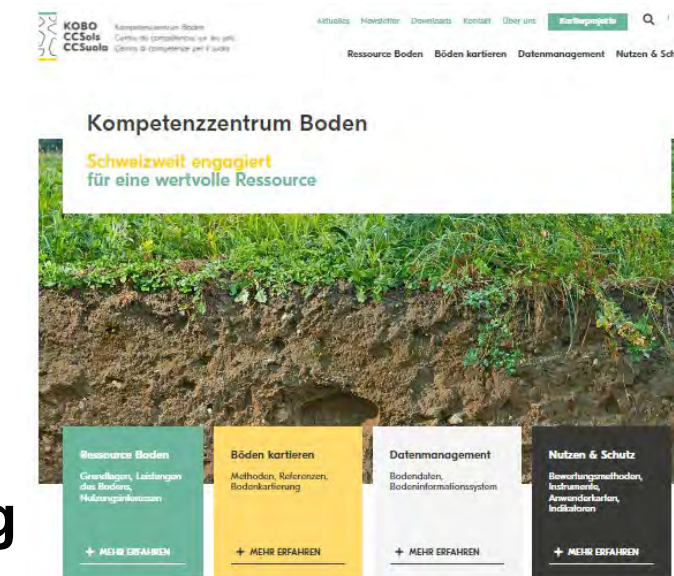 KOBO
CCSols
CCSuola
Kompetenzzentrum Boden
Centre de compétences sur les sols
Centro di competenze per il suolo
Aktuelles Newsletter Downloads Kontakt Über uns Kartierprojekte
Ressource Boden Böden kartieren Datenmanagement Nutzen & Sch
Kompetenzzentrum Boden
Schweizweit engagiert
für eine wertvolle Ressource
Ressource Boden
Grundlagen, Leistungen
des Bodens,
Nutzungsinteressen
+ MEHR ERFAHREN
Böden kartieren
Methoden, Referenzen,
Bodenkartierung
+ MEHR ERFAHREN
Datenmanagement
Bodendaten,
Bodeninformationssystem
+ MEHR ERFAHREN
Nutzen & Schutz
Bewertungsmethoden,
Instrumente,
Anwenderkarten,
Indikatoren
+ MEHR ERFAHREN
g